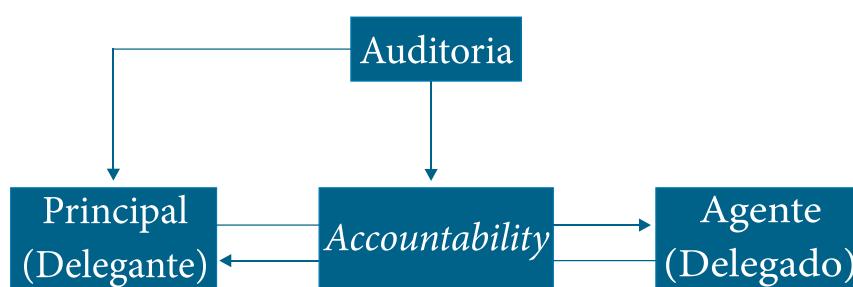 Auditoria
Principal
(Delegante)
Accountability
Agente
(Delegado)